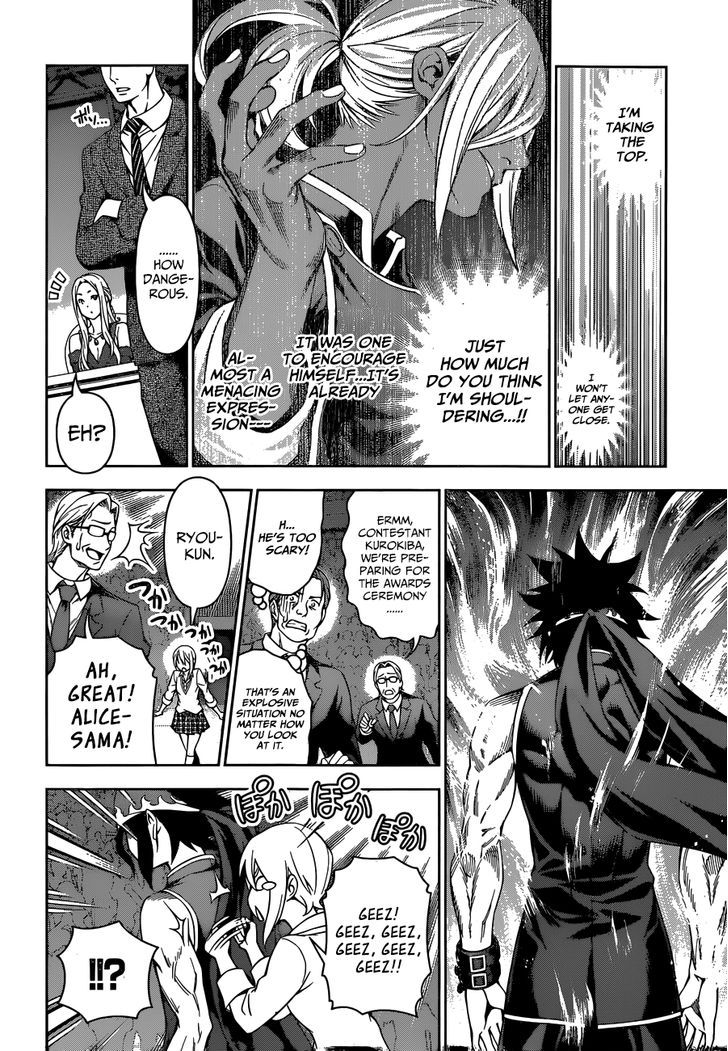 I'M
TAKING
THE
TOP.
I
WON'T
LET ANY-
ONE GET
CLOSE.
JUST
HOW MUCH
DO YOU THINK
I'M SHOUL-
DERING...!!
IT WAS ONE
TO ENCOURAGE
HIMSELF...IT'S
ALREADY
AL-
MOST A
MENACING
EXPRES-
SION---
ボソ...
......
HOW
DANGE-
ROUS.
EH?
ERMM,
CONTESTANT
KUROKIBA,
WE'RE PRE-
PARING FOR
THE AWARDS
CEREMONY
......
H...
HE'S TOO
SCARY!
THAT'S AN
EXPLOSIVE
SITUATION NO
MATTER HOW
YOU LOOK
AT IT.
RYOU-
KUN.
つか
つか
つか
つか
AH,
GREAT!
ALICE-
SAMA!
ぽか
ぽか
ぽか
GEEZ!
GEEZ, GEEZ,
GEEZ, GEEZ,
GEEZ!!
!!?